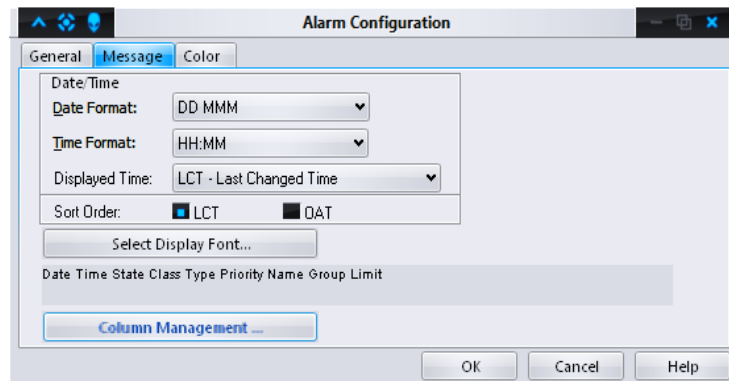 Alarm Configuration
General Message Color
Date/Time
Date Format: DD MMM
Time Format: HH:MM
Displayed Time: LCT - Last Changed Time
Sort Order: LCT OAT
Select Display Font...
Date Time State Class Type Priority Name Group Limit
Column Management ...
OK Cancel Help